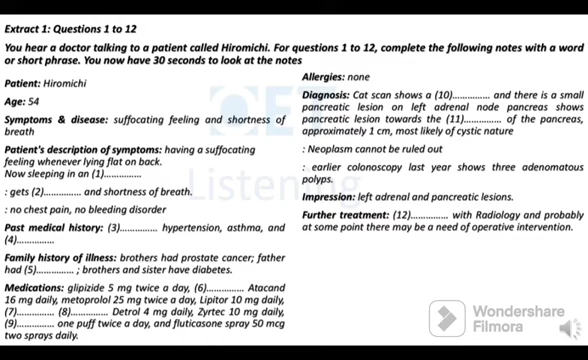 Extract 1: Questions 1 to 12
You hear a doctor talking to a patient called Hiromichi. For questions 1 to 12, complete the following notes with a word
or short phrase. You now have 30 seconds to look at the notes
Patient: Hiromichi
Age: 54
Symptoms & disease: suffocating feeling and shortness of
breath
Patient's description of symptoms: having a suffocating
feeling whenever lying flat on back.
Now sleeping in an (1)...............
: gets (2)............... and shortness of breath.
: no chest pain, no bleeding disorder
Past medical history: (3)............... hypertension, asthma, and
(4)...............
Family history of illness: brothers had prostate cancer; father
had (5)............... ; Brothers and sister have diabetes.
Medications: glipizide 5 mg twice a day, (6)............... Atacand
16 mg daily, metoprolol 25 mg twice a day, Lipitor 10 mg daily,
(7)............... (8)............... Detrol 4 mg daily, Zyrtec 10 mg daily,
(9)............... one puff twice a day, and fluticasone spray 50 mcg
two sprays daily.
Allergies: none
Diagnosis: Cat scan shows a (10)............... and there is a small
pancreatic lesion on left adrenal node pancreas shows
pancreatic lesion towards the (11)............... of the pancreas,
approximately 1 cm, most likely of cystic nature
: Neoplasm cannot be ruled out
: earlier colonoscopy last year shows three adenomatous
polyps.
Impression: left adrenal and pancreatic lesions.
Further treatment: (12)............... with Radiology and probably
at some point there may be a need of operative intervention.
OET
Listening
Wondershare
Filmora